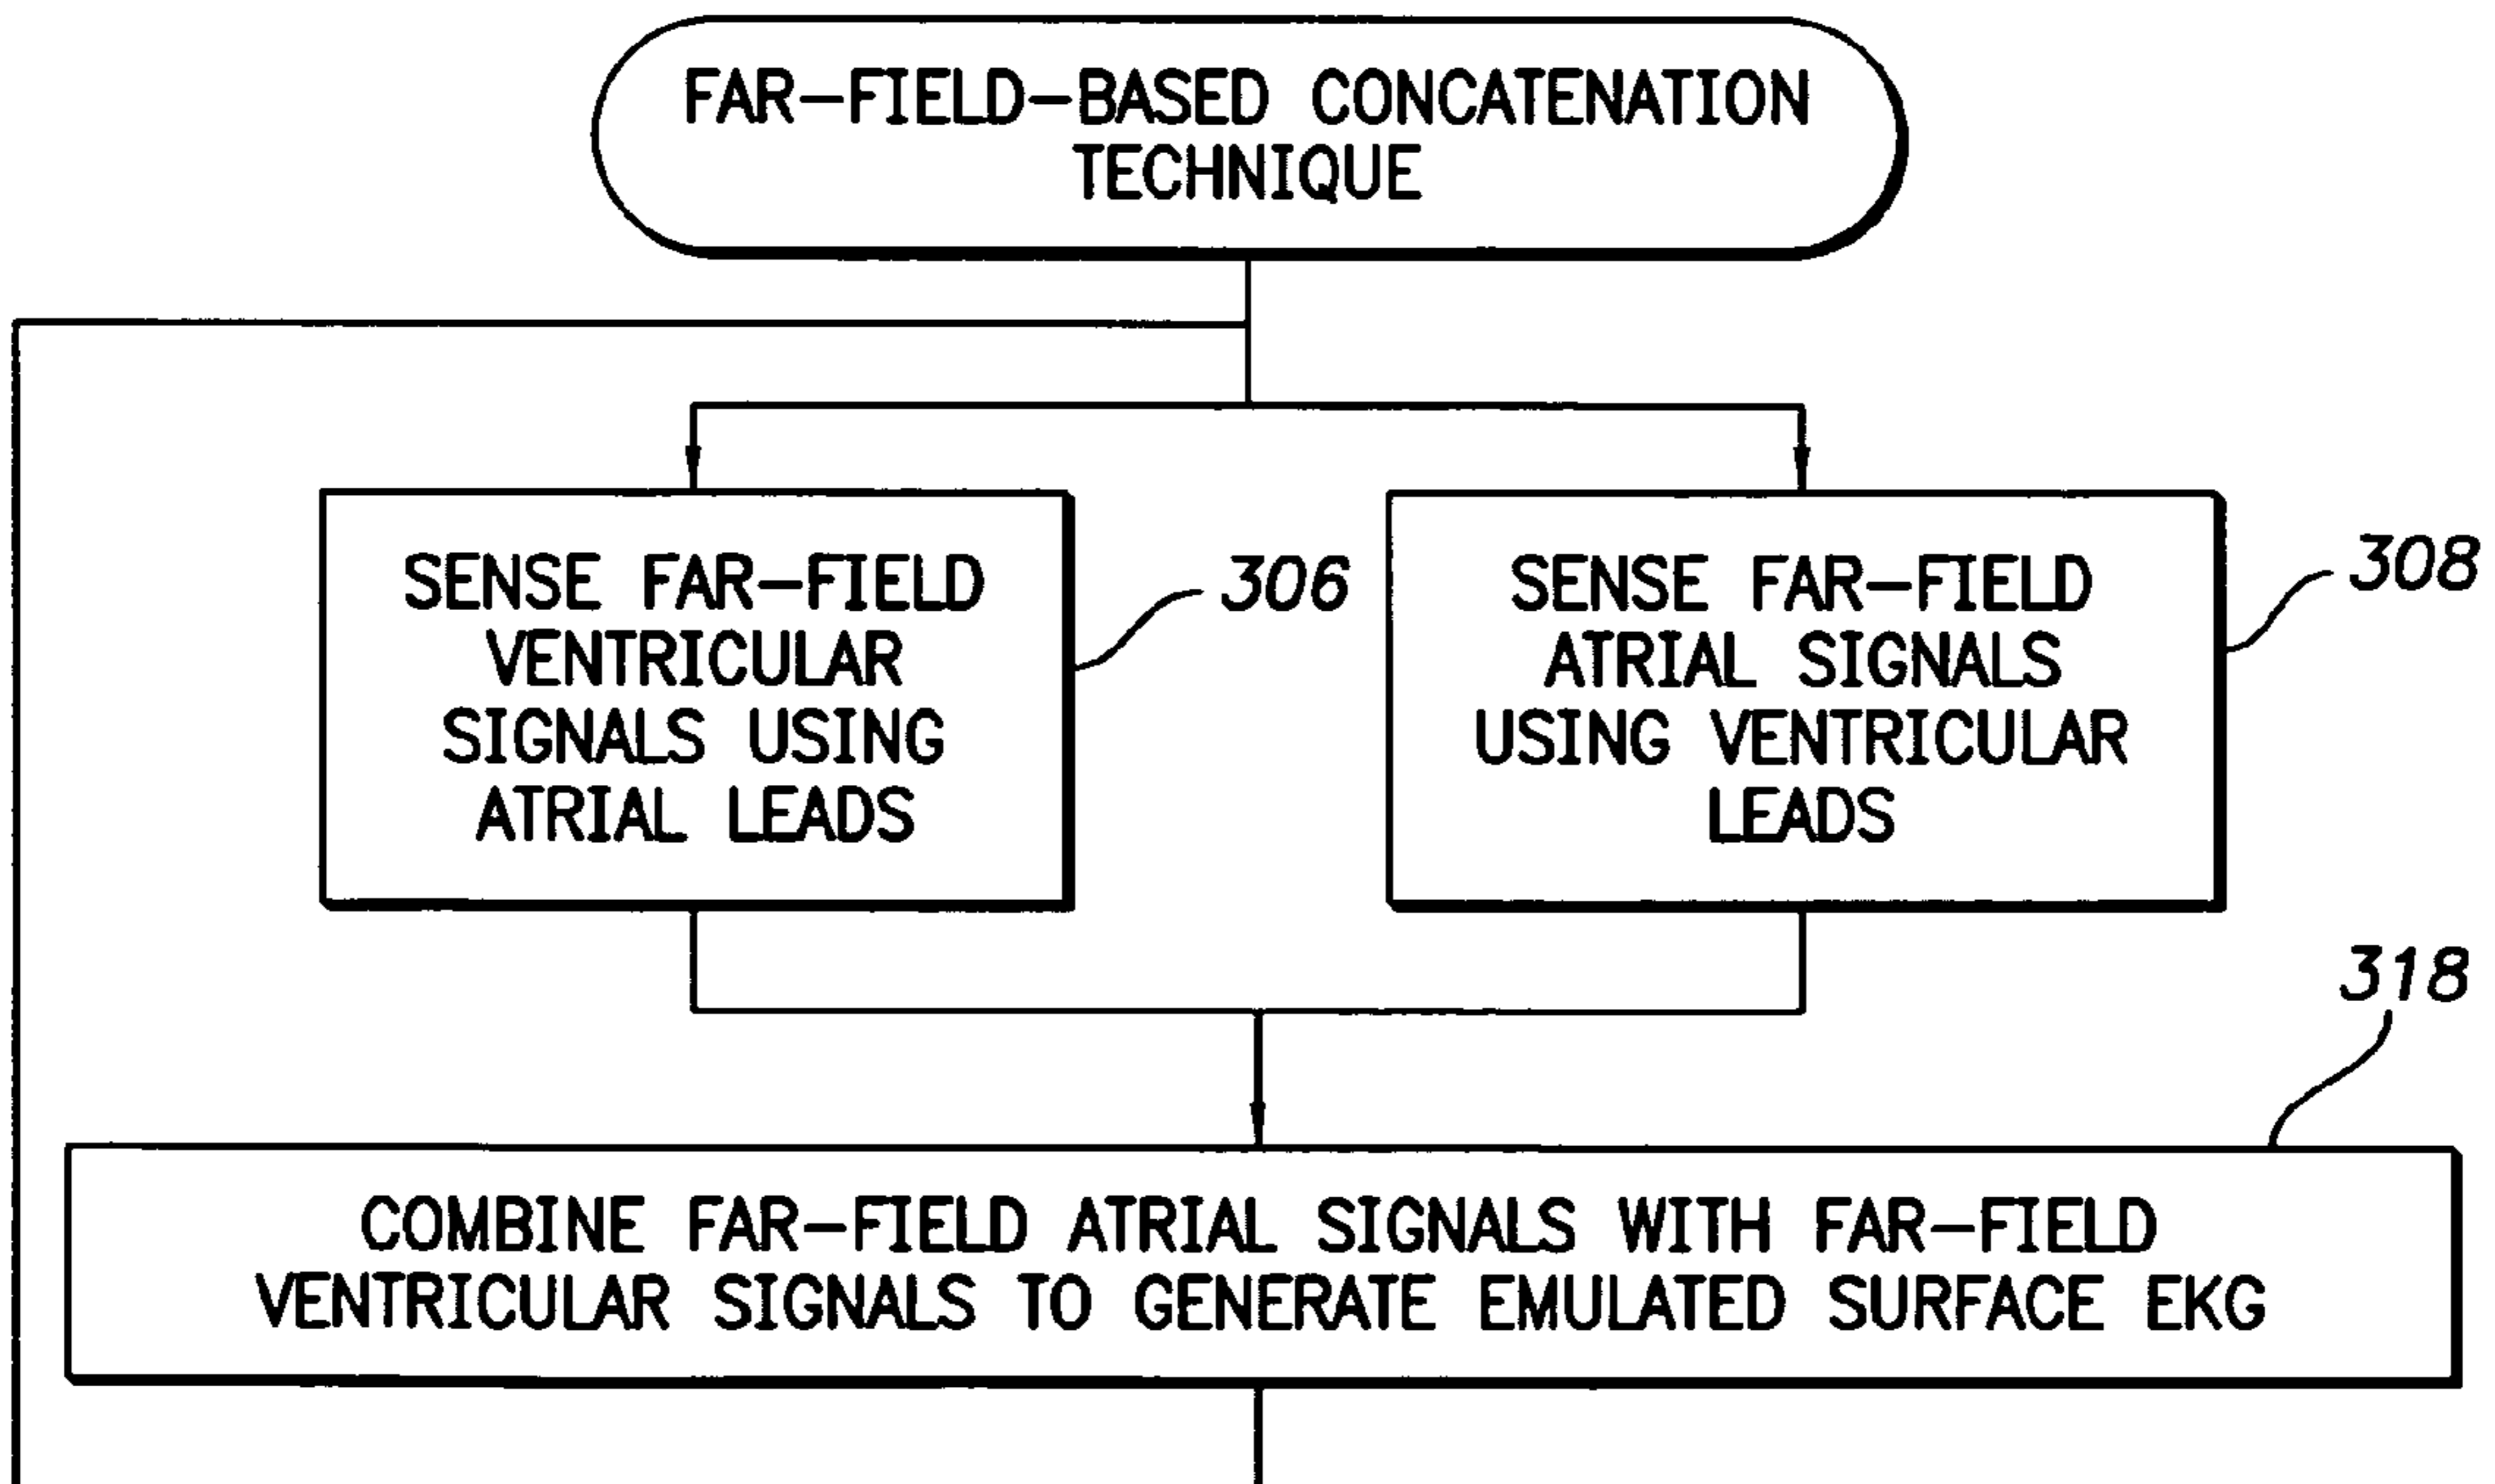 FAR-FIELD-BASED CONCATENATION
TECHNIQUE
SENSE FAR-FIELD
VENTRICULAR
SIGNALS USING
ATRIAL LEADS
306
SENSE FAR-FIELD
ATRIAL SIGNALS
USING VENTRICULAR
LEADS
308
318
COMBINE FAR-FIELD ATRIAL SIGNALS WITH FAR-FIELD
VENTRICULAR SIGNALS TO GENERATE EMULATED SURFACE EKG